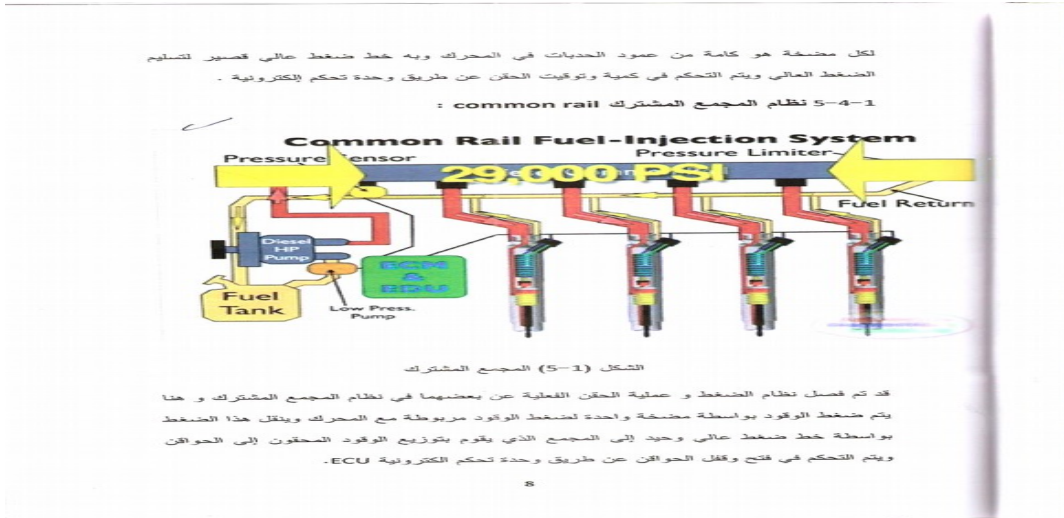 لكل مضخة هو كامة من عمود الحدبات في المحرك وبه خط ضغط عالي قصير لتسليم
الضغط العالي ويتم التحكم في كمية وتوقيت الحقن عن طريق وحدة تحكم إلكترونية .
5-4-1 نظام المجمع المشترك common rail :
Common Rail Fuel-Injection System
Pressure Sensor
Pressure Limiter
29,000 PSI
Fuel Return
Diesel
HP
Pump
ECM
&
EDU
Fuel
Tank
Low Press.
Pump
الشكل (1-5) المجمع المشترك
قد تم فصل نظام الضغط و عملية الحقن الفعلية عن بعضهما في نظام المجمع المشترك و هنا
يتم ضغط الوقود بواسطة مضخة واحدة لضغط الوقود مربوطة مع المحرك وينقل هذا الضغط
بواسطة خط ضغط عالي وحيد إلى المجمع الذي يقوم بتوزيع الوقود المحقون إلى الحواقن
ويتم التحكم في فتح وقفل الحواقن عن طريق وحدة تحكم الكترونية ECU.
8